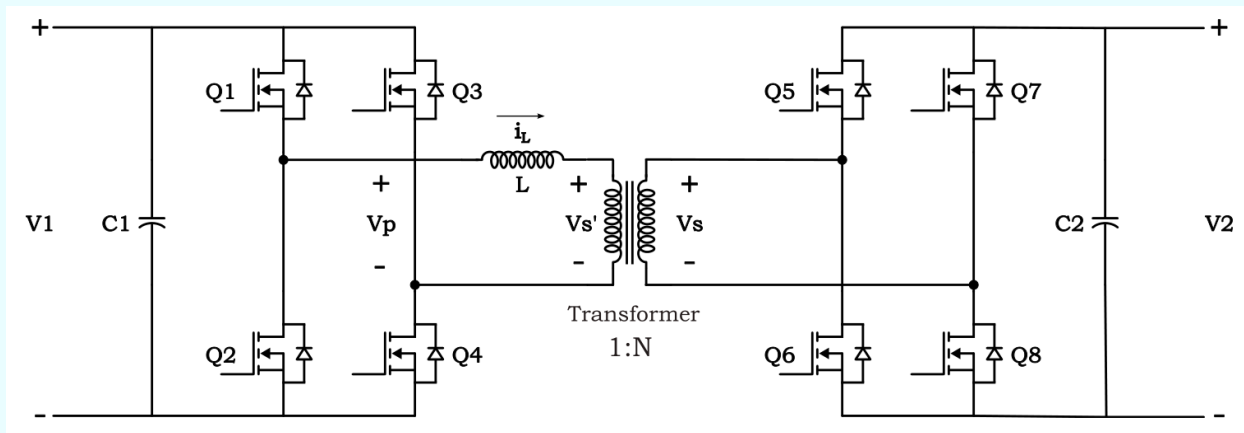 + +
Q1 Q3 Q5 Q7
iL
L
+ + +
V1 C1 Vp Vs' Vs C2 V2
- - -
Transformer
1:N
Q2 Q4 Q6 Q8
- -